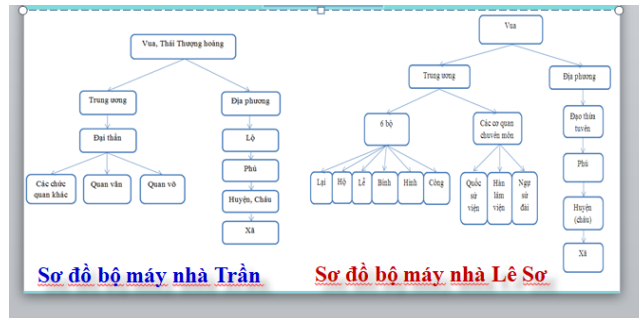 Vua, Thái Thượng hoàng
Trung ương
Địa phương
Đại thần
Lộ
Các chức
quan khác
Quan văn
Quan võ
Phủ
Huyện, Châu
Xã
Sơ đồ bộ máy nhà Trần
Vua
Trung ương
Địa phương
6 bộ
Các cơ quan
chuyên môn
Đạo thừa
tuyên
Lại
Hộ
Lễ
Binh
Hình
Công
Quốc
sử
viện
Hàn
lâm
viện
Ngự
sử
đài
Phủ
Huyện
(châu)
Xã
Sơ đồ bộ máy nhà Lê Sơ